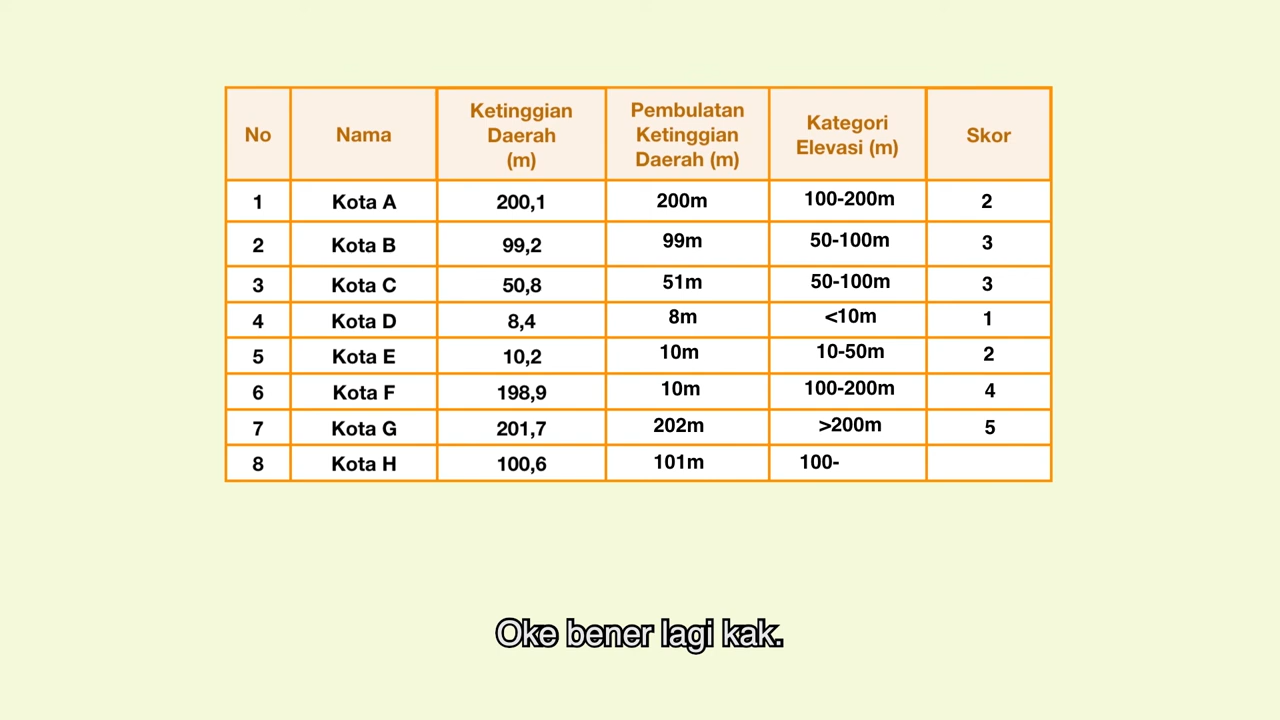 No Nama Ketinggian Daerah (m) Pembulatan Ketinggian Daerah (m) Kategori Elevasi (m) Skor
1 Kota A 200,1 200m 100-200m 2
2 Kota B 99,2 99m 50-100m 3
3 Kota C 50,8 51m 50-100m 3
4 Kota D 8,4 8m <10m 1
5 Kota E 10,2 10m 10-50m 2
6 Kota F 198,9 10m 100-200m 4
7 Kota G 201,7 202m >200m 5
8 Kota H 100,6 101m 100-
Oke bener lagi kak.